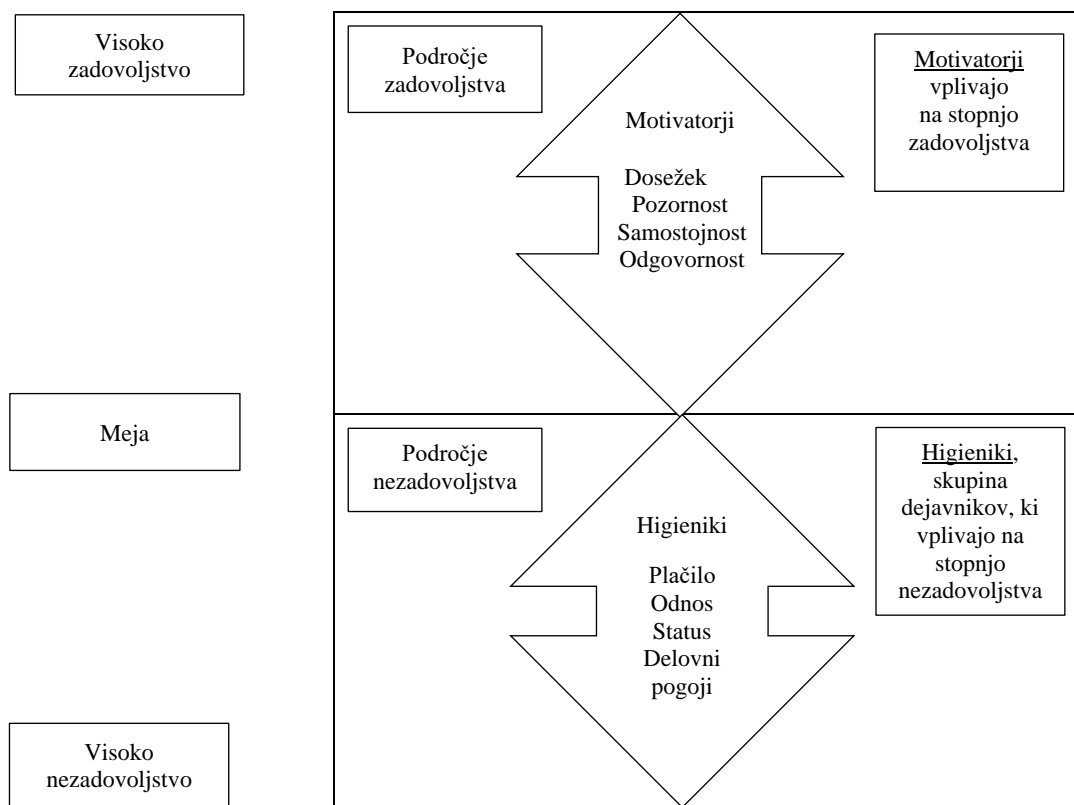 Visoko
zadovoljstvo
Področje
zadovoljstva
Motivatorji
vplivajo
na stopnjo
zadovoljstva
Motivatorji
Dosežek
Pozornost
Samostojnost
Odgovornost
Meja
Področje
nezadovoljstva
Higieniki,
skupina
dejavnikov, ki
vplivajo na
stopnjo
nezadovoljstva
Higieniki
Plačilo
Odnos
Status
Delovni
pogoji
Visoko
nezadovoljstvo